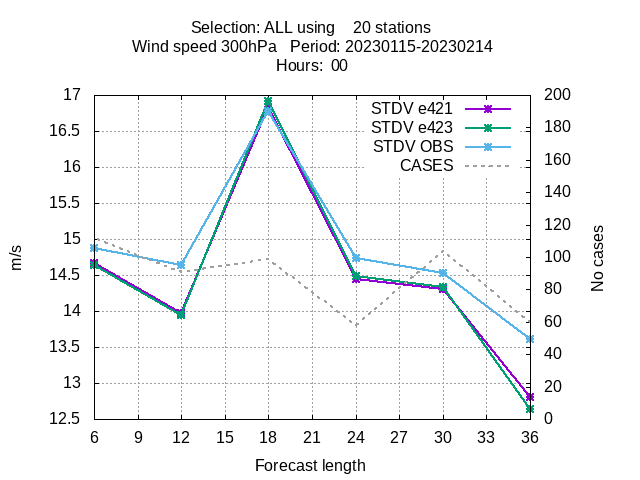 Selection: ALL using    20 stations
Wind speed 300hPa   Period: 20230115-20230214
Hours:  00
STDV e421
STDV e423
STDV OBS
CASES
17
16.5
16
15.5
15
14.5
14
13.5
13
12.5
200
180
160
140
120
100
80
60
40
20
0
m/s
No cases
6 9 12 15 18 21 24 27 30 33 36
Forecast length